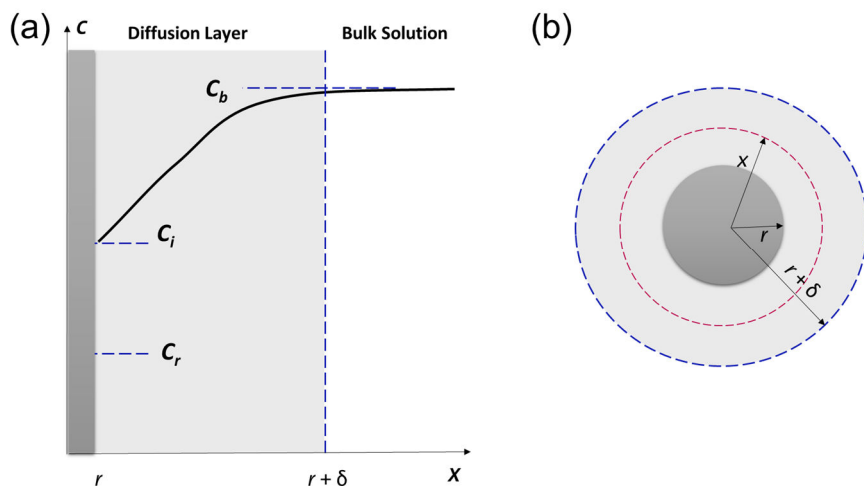 (a)
C
Diffusion Layer
Bulk Solution
C_b
C_i
C_r
r
r + δ
X
(b)
x
r
r + δ